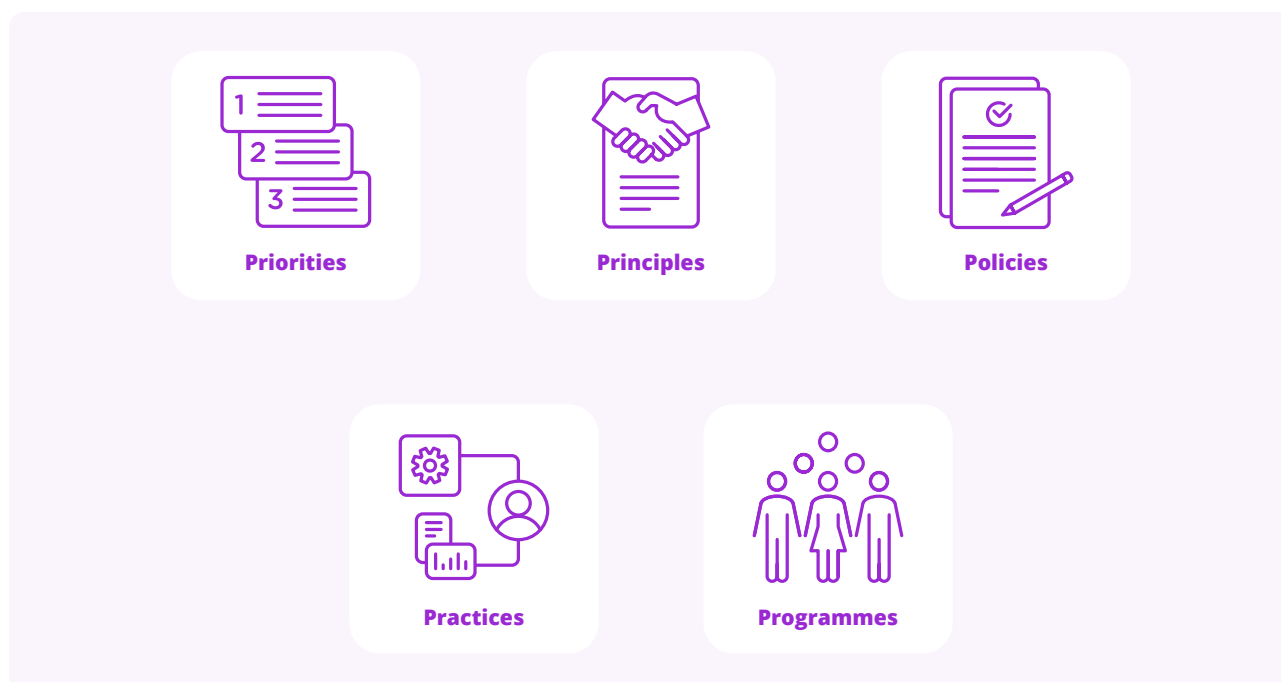 1
2
3
Priorities
Principles
Policies
Practices
Programmes